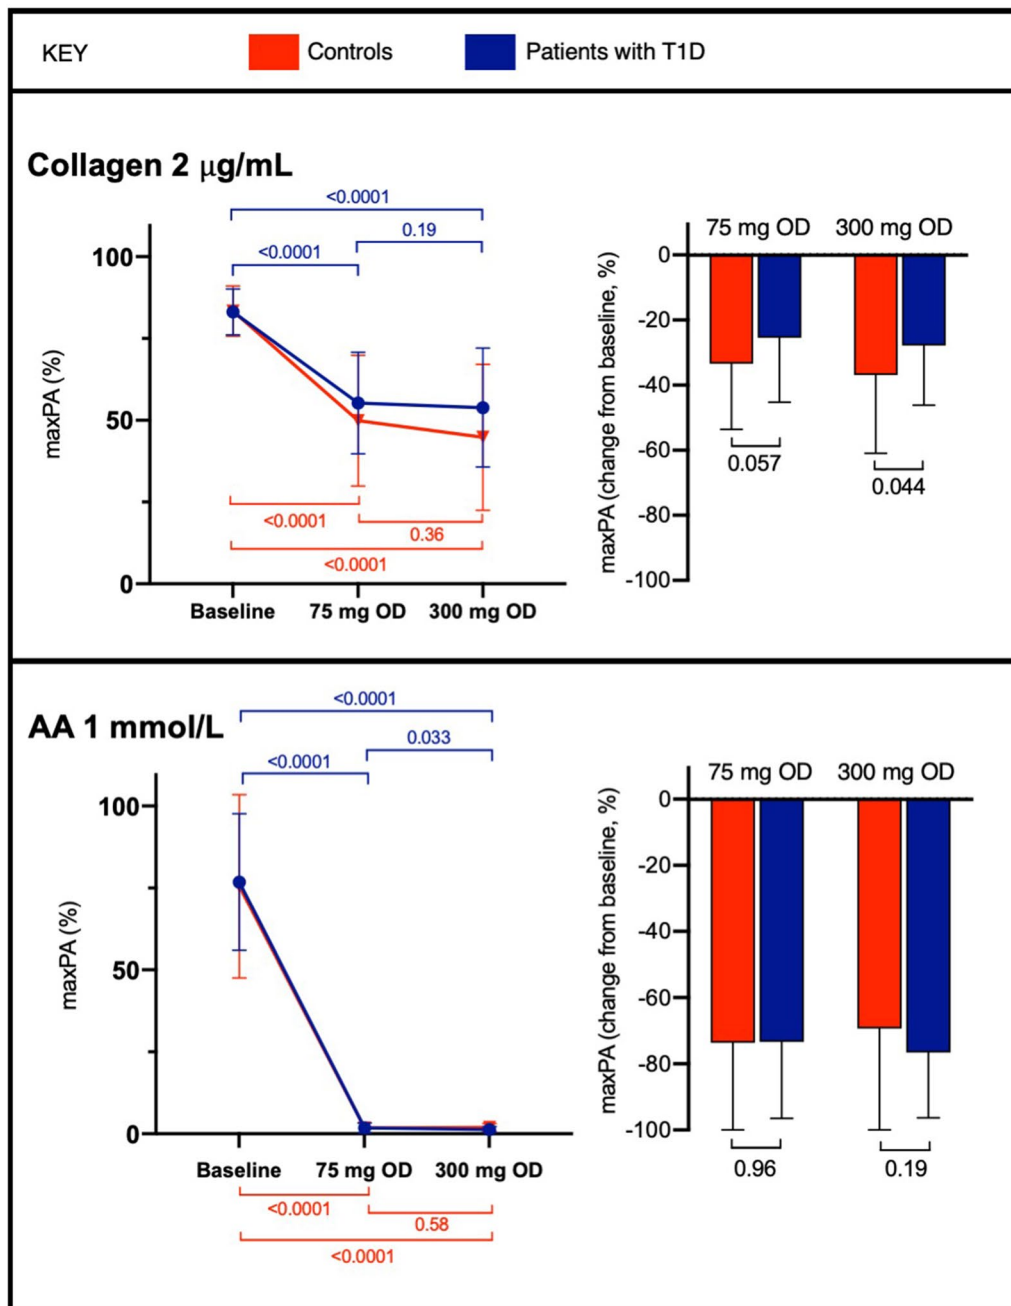 KEY
Controls
Patients with T1D
Collagen 2 μg/mL
<0.0001
0.19
<0.0001
100
50
0
maxPA (%)
<0.0001
0.36
<0.0001
Baseline
75 mg OD
300 mg OD
75 mg OD
300 mg OD
maxPA (change from baseline, %)
0
-20
-40
-60
-80
-100
0.057
0.044
AA 1 mmol/L
<0.0001
0.033
<0.0001
100
50
0
maxPA (%)
Baseline
75 mg OD
300 mg OD
<0.0001
0.58
<0.0001
75 mg OD
300 mg OD
maxPA (change from baseline, %)
0
-20
-40
-60
-80
-100
0.96
0.19